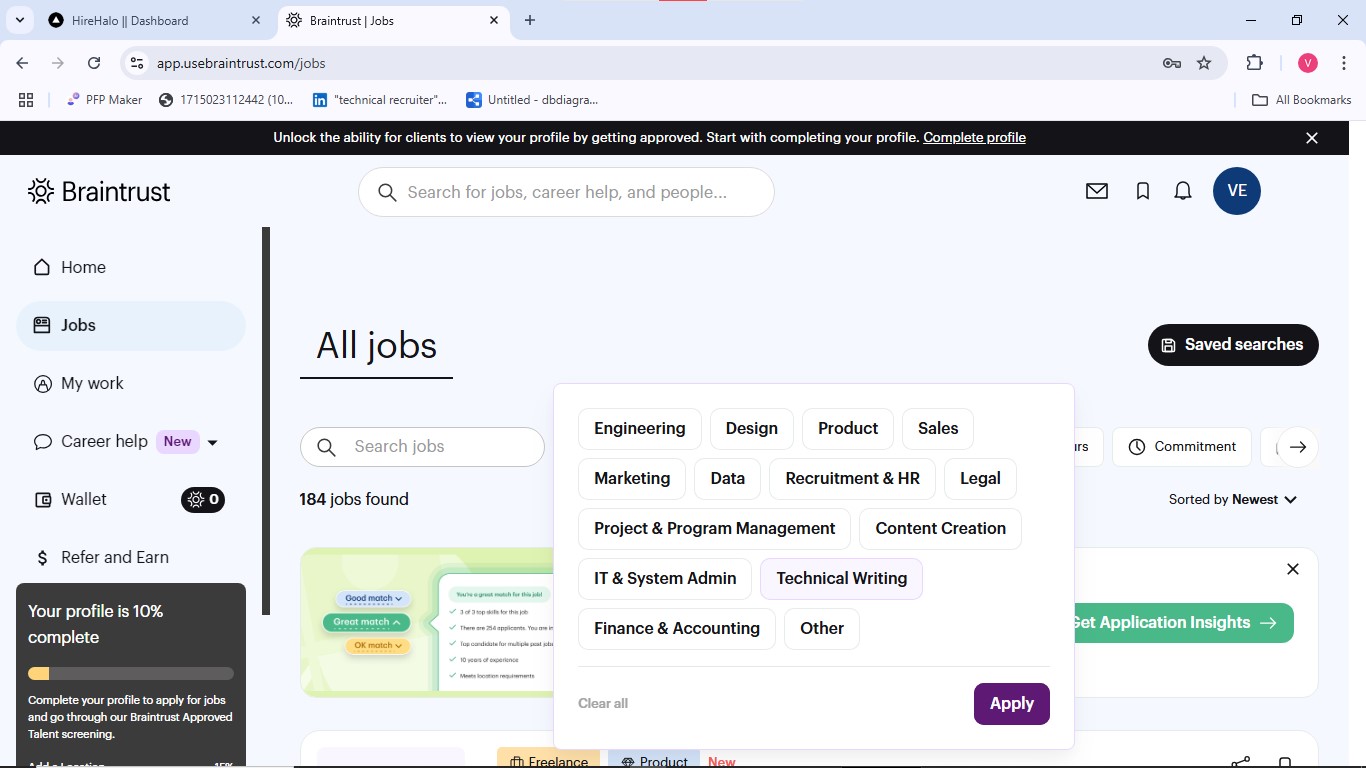 HireHalo || Dashboard
Braintrust | Jobs
app.usebraintrust.com/jobs
V
PFP Maker
1715023112442 (10...
"technical recruiter"...
Untitled - dbdiagra...
All Bookmarks
Unlock the ability for clients to view your profile by getting approved. Start with completing your profile. Complete profile
Braintrust
Search for jobs, career help, and people...
VE
Home
Jobs
My work
Career help New
Wallet
0
Refer and Earn
Your profile is 10%
complete
Complete your profile to apply for jobs
and go through our Braintrust Approved
Talent screening.
Add a Location 15%
All jobs
Saved searches
Search jobs
Commitment
184 jobs found
Sorted by Newest
Engineering Design Product Sales
Marketing Data Recruitment & HR Legal
Project & Program Management Content Creation
IT & System Admin Technical Writing
Finance & Accounting Other
Clear all
Apply
Good match
Great match
OK match
You're a great match for this job!
3 of 3 top skills for this job
There are 254 applicants. You are in
Top candidate for multiple past jobs
10 years of experience
Meets location requirements
Get Application Insights
Freelance Product New